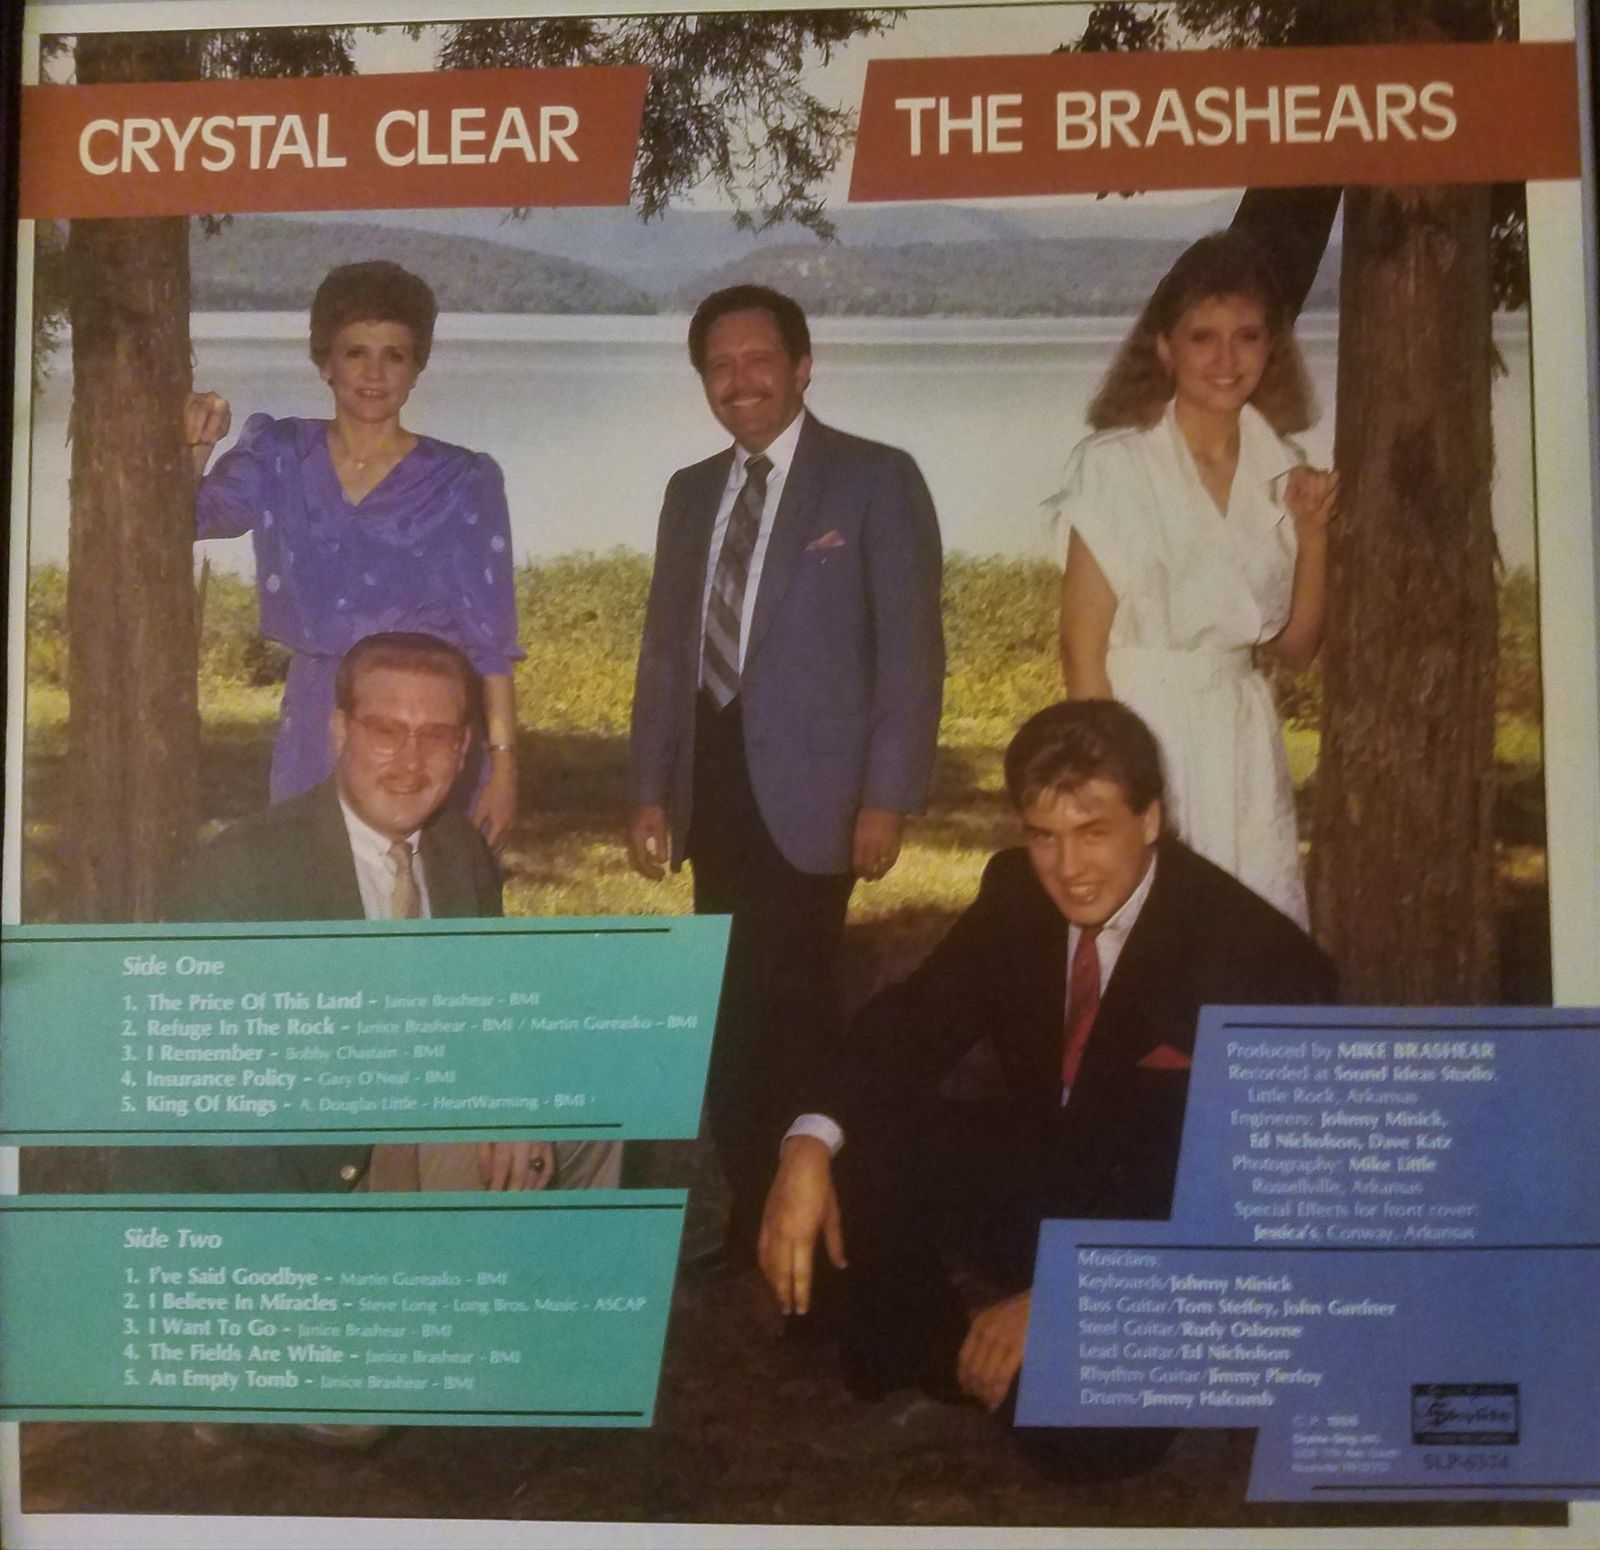 CRYSTAL CLEAR
THE BRASHEARS
Side One
1. The Price Of This Land - Janice Brashear - BMI
2. Refuge In The Rock - Janice Brashear - BMI / Martin Gureasko - BMI
3. I Remember - Bobby Chastain - BMI
4. Insurance Policy - Gary O'Neal - BMI
5. King Of Kings - A. Douglas Little - HeartWarming - BMI
Side Two
1. I've Said Goodbye - Martin Gureasko - BMI
2. I Believe In Miracles - Steve Long - Long Bros. Music - ASCAP
3. I Want To Go - Janice Brashear - BMI
4. The Fields Are White - Janice Brashear - BMI
5. An Empty Tomb - Janice Brashear - BMI
Produced by MIKE BRASHEAR
Recorded at Sound Ideas Studio,
Little Rock, Arkansas
Engineers: Johnny Minick,
Ed Nicholson, Dave Katz
Photography: Mike Little
Russellville, Arkansas
Special Effects for front cover:
Jessica's, Conway, Arkansas
Musicians:
Keyboards/Johnny Minick
Bass Guitar/Tom Steffey, John Gardner
Steel Guitar/Rudy Osborne
Lead Guitar/Ed Nicholson
Rhythm Guitar/Jimmy Pierfoy
Drums/Jimmy Halcomb